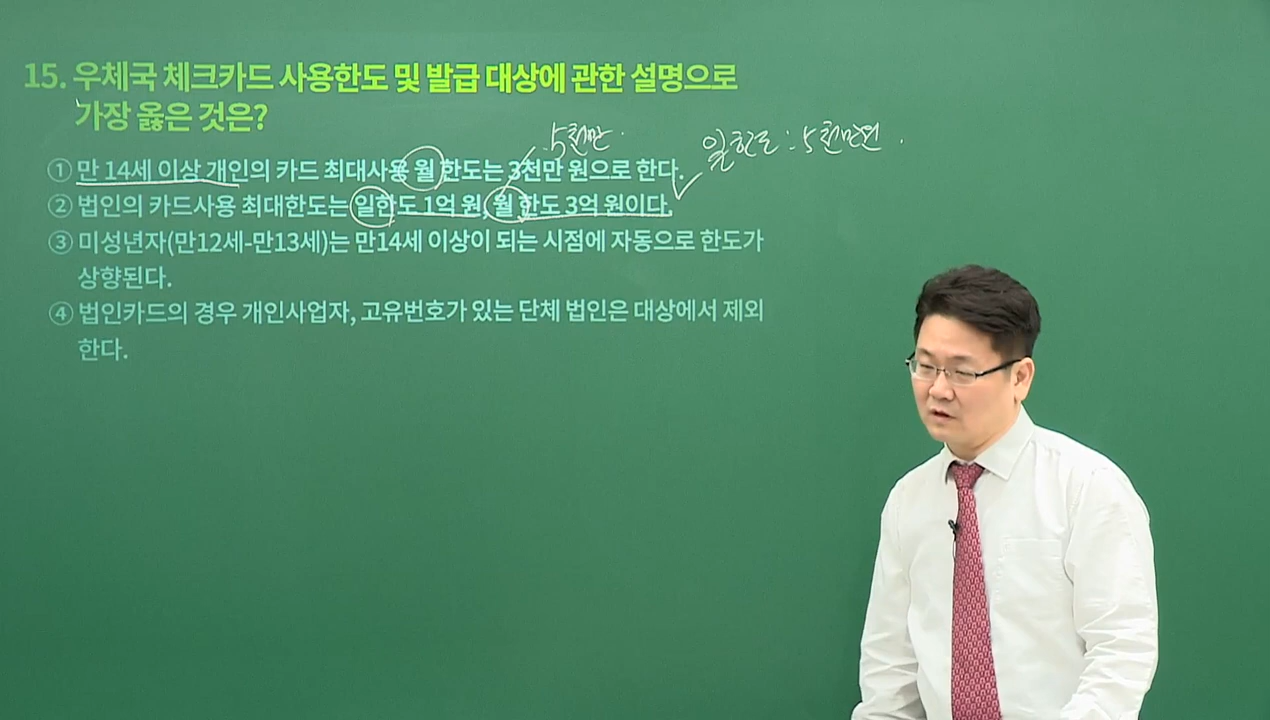 15. 우체국 체크카드 사용한도 및 발급 대상에 관한 설명으로
가장 옳은 것은?
5천만.
일한도 : 5천만원.
① 만 14세 이상 개인의 카드 최대사용 월 한도는 3천만 원으로 한다.
② 법인의 카드사용 최대한도는 일한도 1억 원, 월 한도 3억 원이다.
③ 미성년자(만12세-만13세)는 만14세 이상이 되는 시점에 자동으로 한도가
상향된다.
④ 법인카드의 경우 개인사업자, 고유번호가 있는 단체 법인은 대상에서 제외
한다.